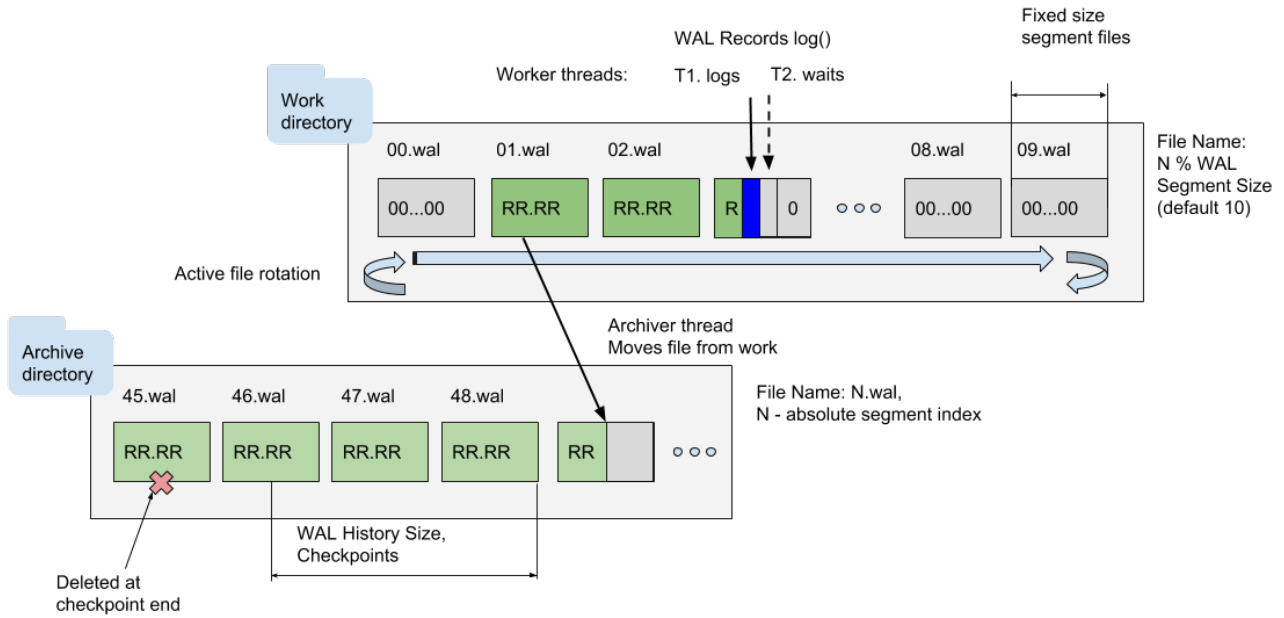 Fixed size
segment files
WAL Records log()
Worker threads:
T1. logs
T2. waits
Work
directory
00.wal
01.wal
02.wal
08.wal
09.wal
File Name:
N % WAL
Segment Size
(default 10)
00...00
RR.RR
RR.RR
R
0
00...00
00...00
Active file rotation
Archiver thread
Moves file from work
Archive
directory
45.wal
46.wal
47.wal
48.wal
File Name: N.wal,
N - absolute segment index
RR.RR
RR.RR
RR.RR
RR.RR
RR
WAL History Size,
Checkpoints
Deleted at
checkpoint end